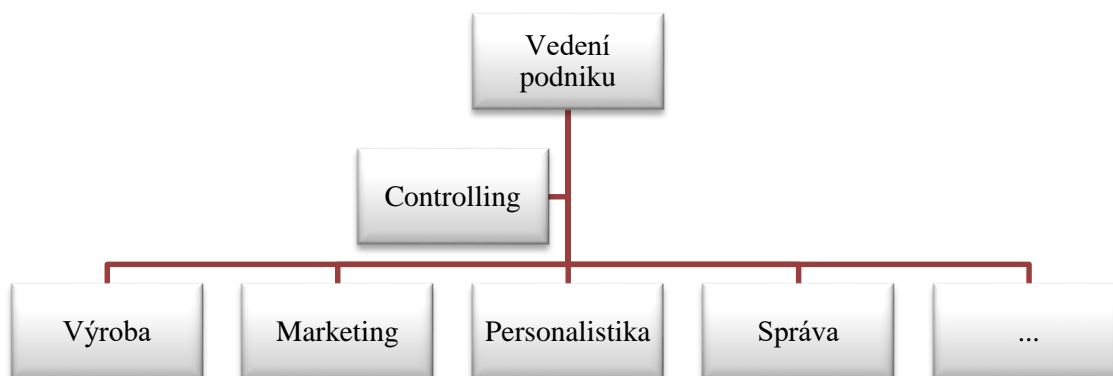 Vedení
podniku
Controlling
Výroba
Marketing
Personalistika
Správa
...